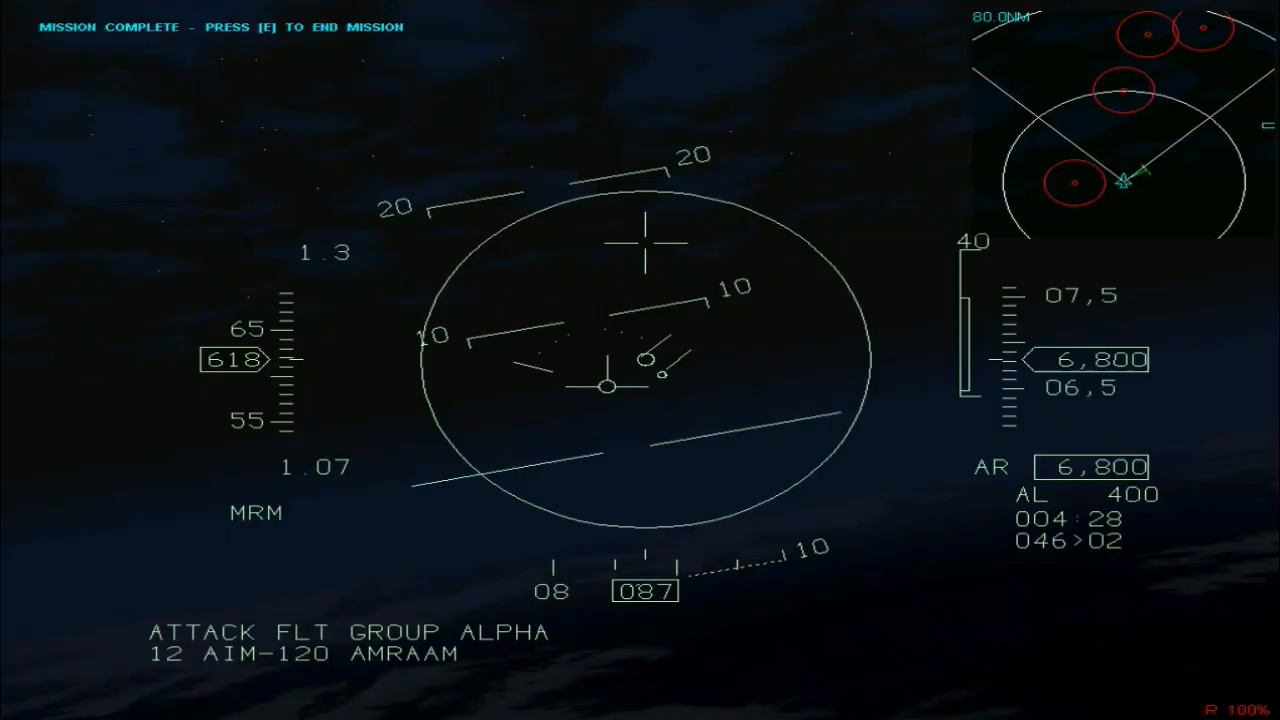 MISSION COMPLETE - PRESS [E] TO END MISSION
80.0NM
20
20
1.3
40
10
10
65
618
55
07,5
6,800
06,5
1.07
AR 6,800
AL 400
MRM
004:28
046>02
10
08 087
ATTACK FLT GROUP ALPHA
12 AIM-120 AMRAAM
R 100%